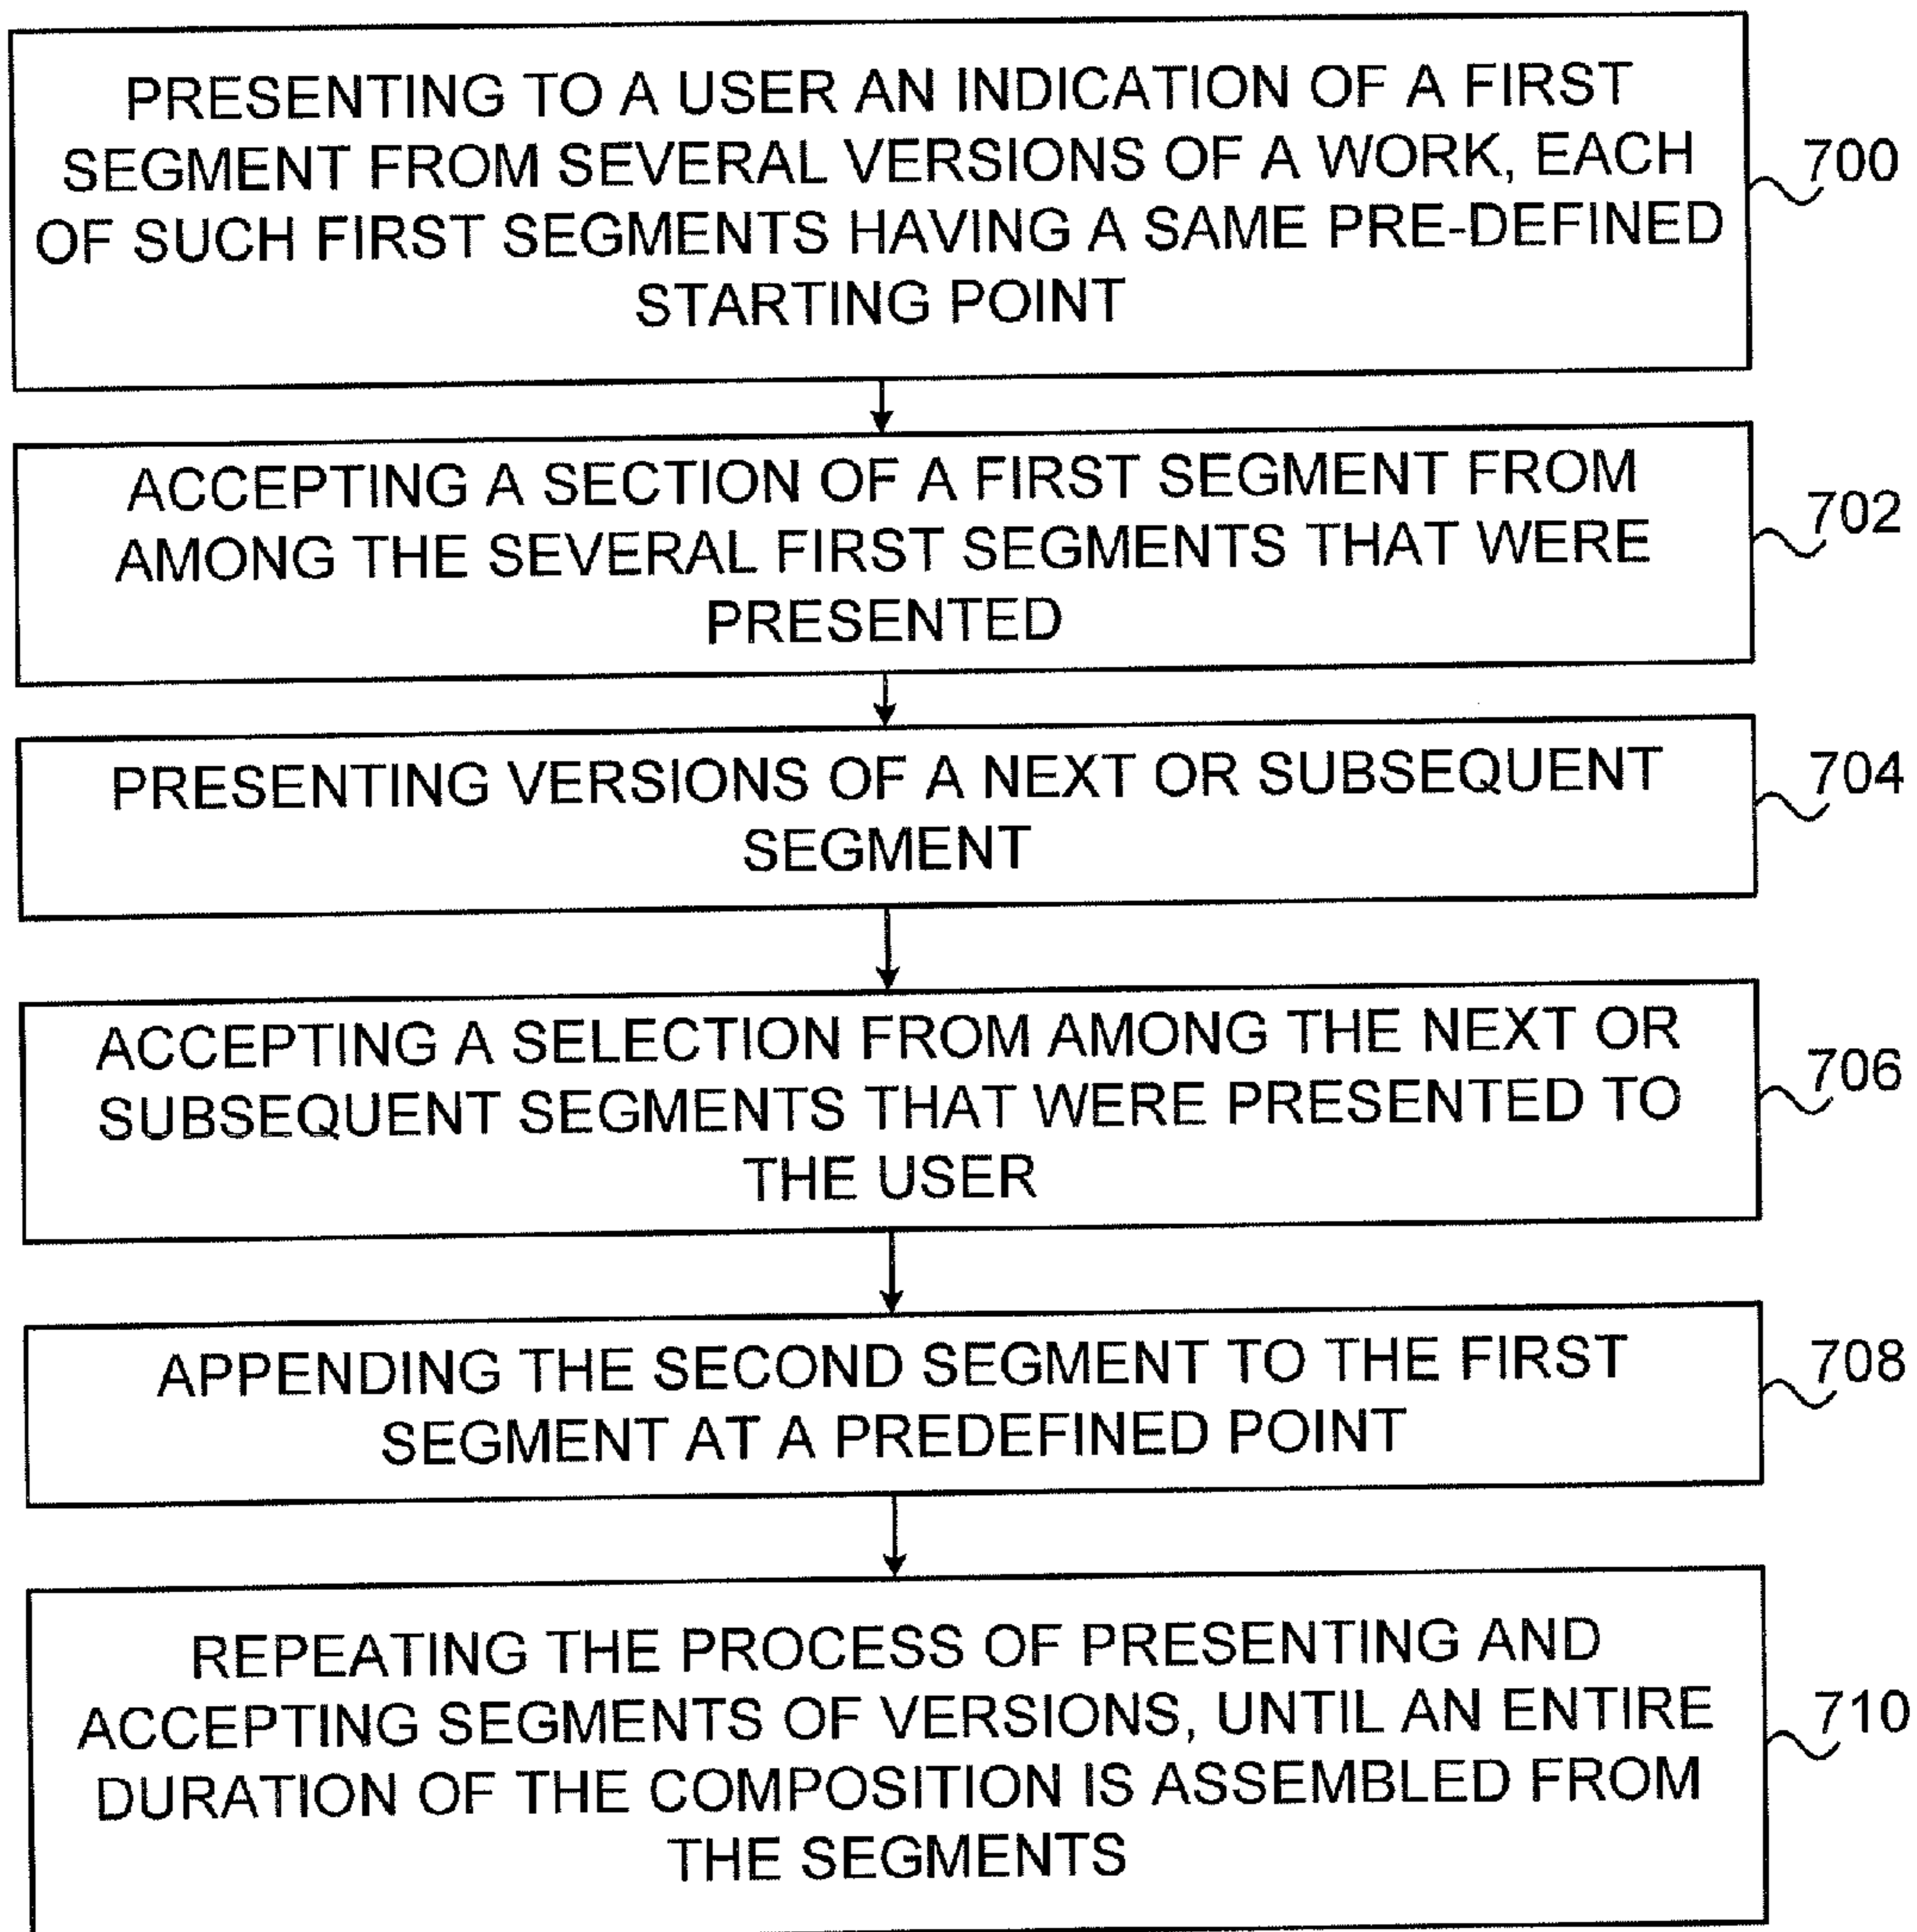 PRESENTING TO A USER AN INDICATION OF A FIRST
SEGMENT FROM SEVERAL VERSIONS OF A WORK, EACH
OF SUCH FIRST SEGMENTS HAVING A SAME PRE-DEFINED
STARTING POINT
700
ACCEPTING A SECTION OF A FIRST SEGMENT FROM
AMONG THE SEVERAL FIRST SEGMENTS THAT WERE
PRESENTED
702
PRESENTING VERSIONS OF A NEXT OR SUBSEQUENT
SEGMENT
704
ACCEPTING A SELECTION FROM AMONG THE NEXT OR
SUBSEQUENT SEGMENTS THAT WERE PRESENTED TO
THE USER
706
APPENDING THE SECOND SEGMENT TO THE FIRST
SEGMENT AT A PREDEFINED POINT
708
REPEATING THE PROCESS OF PRESENTING AND
ACCEPTING SEGMENTS OF VERSIONS, UNTIL AN ENTIRE
DURATION OF THE COMPOSITION IS ASSEMBLED FROM
THE SEGMENTS
710